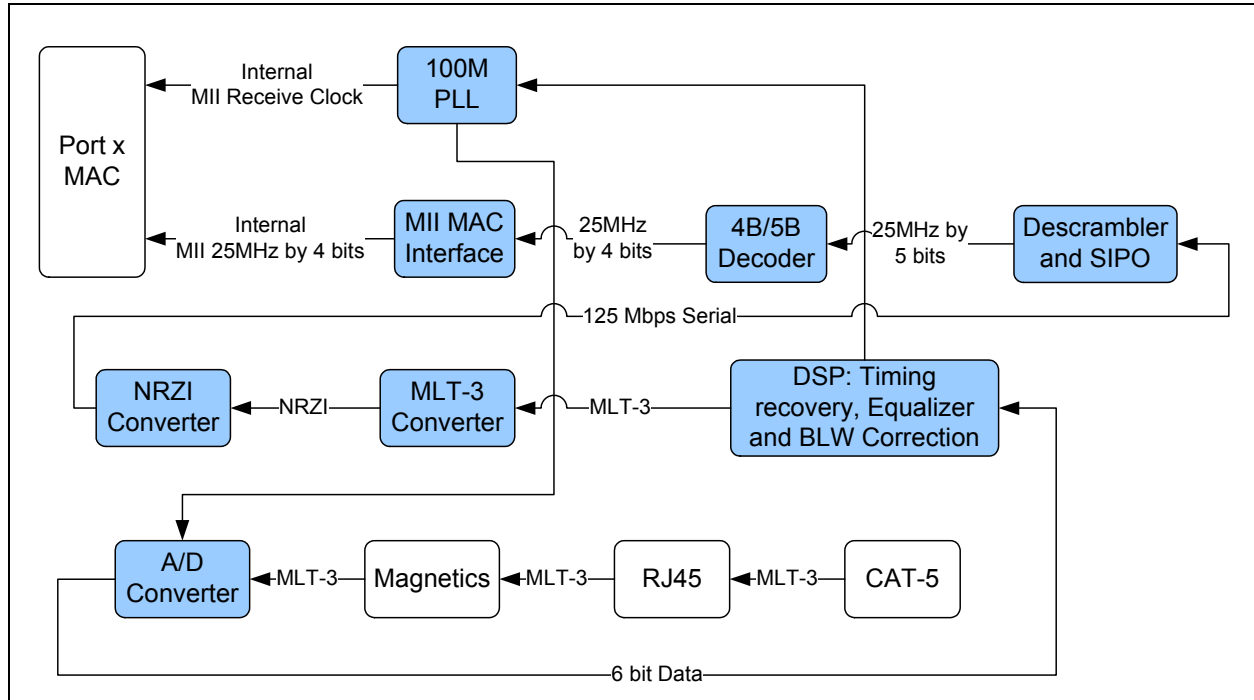 Port x
MAC
Internal
MII Receive Clock
100M
PLL
Internal
MII 25MHz by 4 bits
MII MAC
Interface
25MHz
by 4 bits
4B/5B
Decoder
25MHz by
5 bits
Descrambler
and SIPO
125 Mbps Serial
NRZI
Converter
NRZI
MLT-3
Converter
MLT-3
DSP: Timing
recovery, Equalizer
and BLW Correction
A/D
Converter
MLT-3
Magnetics
MLT-3
RJ45
MLT-3
CAT-5
6 bit Data